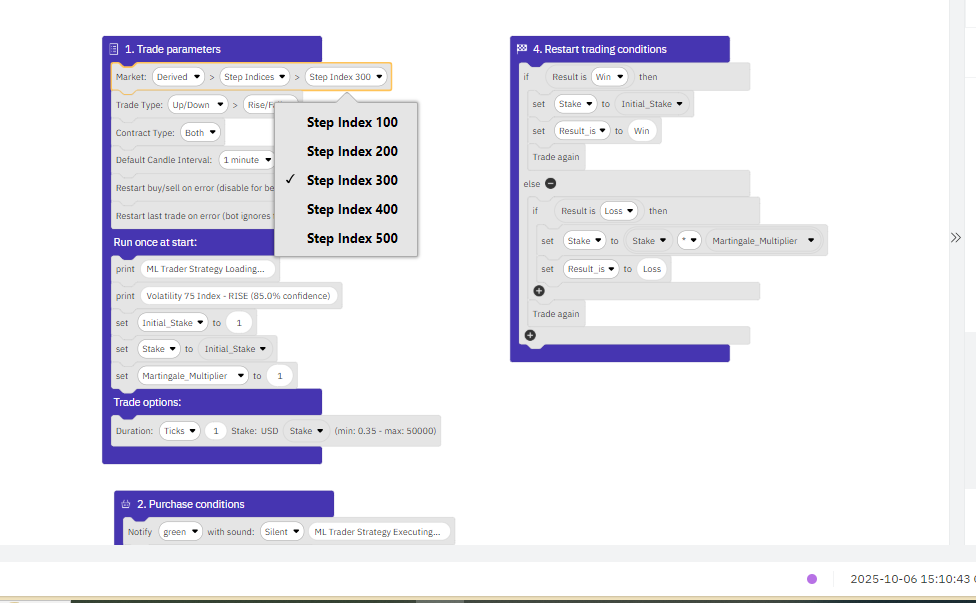 1. Trade parameters
Market: Derived > Step Indices > Step Index 300
Trade Type: Up/Down > Rise/F
Contract Type: Both
Default Candle Interval: 1 minute
Restart buy/sell on error (disable for be
Restart last trade on error (bot ignores
Step Index 100
Step Index 200
✓ Step Index 300
Step Index 400
Step Index 500
Run once at start:
print ML Trader Strategy Loading...
print Volatility 75 Index - RISE (85.0% confidence)
set Initial_Stake to 1
set Stake to Initial_Stake
set Martingale_Multiplier to 1
Trade options:
Duration: Ticks 1 Stake: USD Stake (min: 0.35 - max: 50000)
2. Purchase conditions
Notify green with sound: Silent ML Trader Strategy Executing...
4. Restart trading conditions
if Result is Win then
set Stake to Initial_Stake
set Result_is to Win
Trade again
else
if Result is Loss then
set Stake to Stake * Martingale_Multiplier
set Result_is to Loss
Trade again
2025-10-06 15:10:43